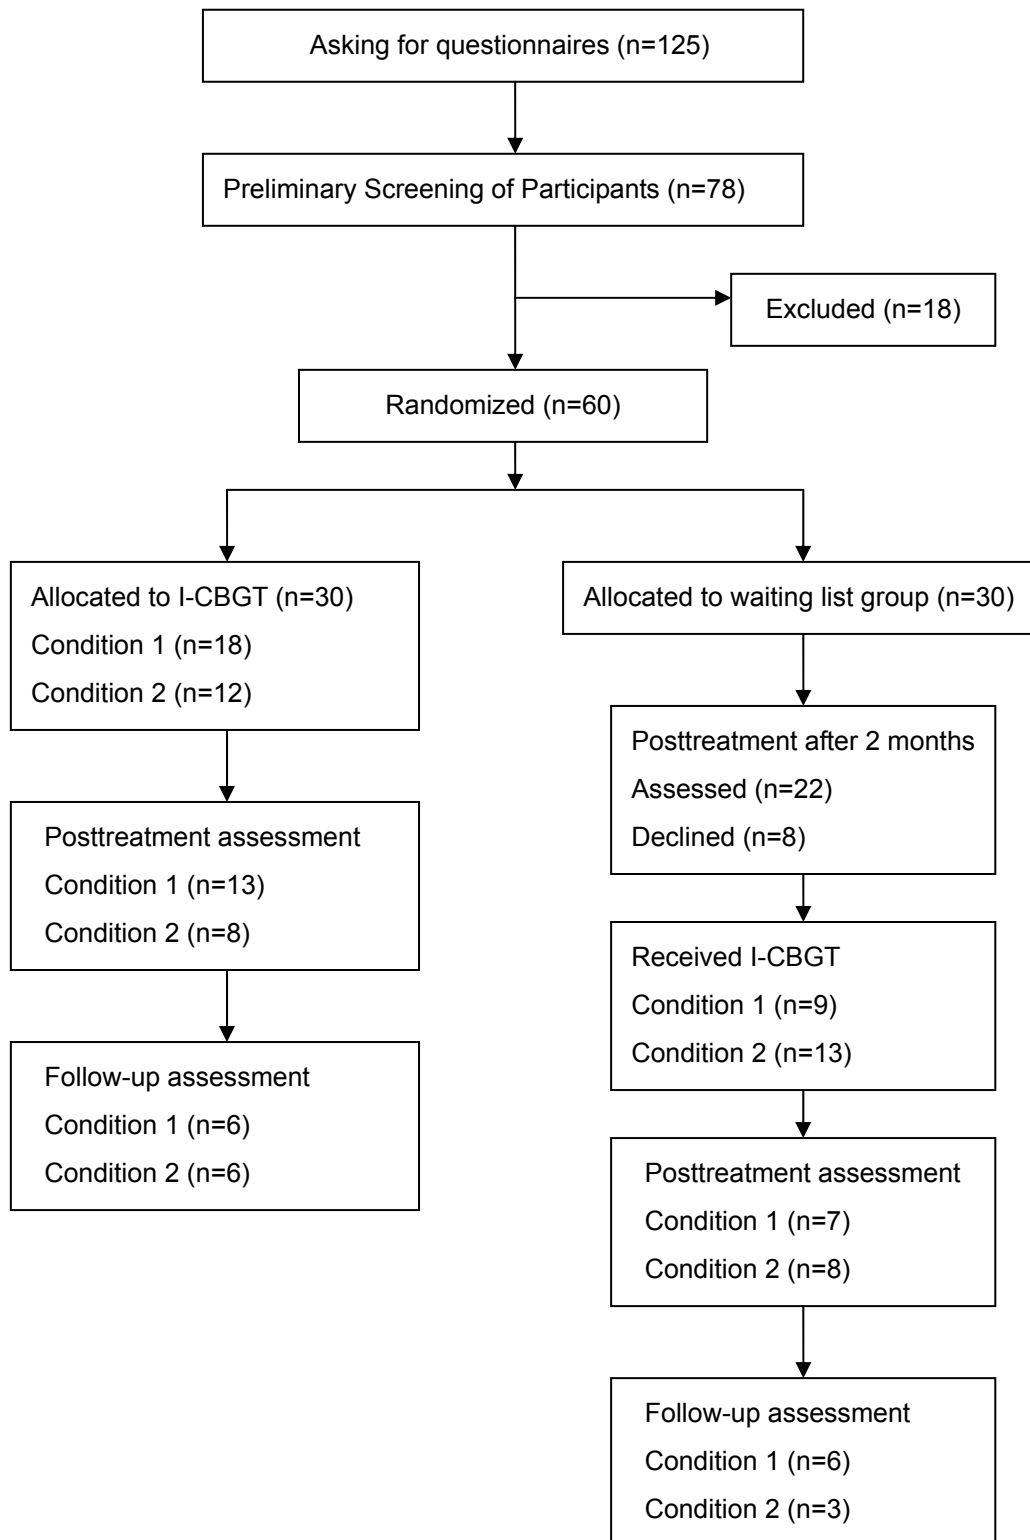 Asking for questionnaires (n=125)
Preliminary Screening of Participants (n=78)
Excluded (n=18)
Randomized (n=60)
Allocated to I-CBGT (n=30)
Condition 1 (n=18)
Condition 2 (n=12)
Posttreatment assessment
Condition 1 (n=13)
Condition 2 (n=8)
Follow-up assessment
Condition 1 (n=6)
Condition 2 (n=6)
Allocated to waiting list group (n=30)
Posttreatment after 2 months
Assessed (n=22)
Declined (n=8)
Received I-CBGT
Condition 1 (n=9)
Condition 2 (n=13)
Posttreatment assessment
Condition 1 (n=7)
Condition 2 (n=8)
Follow-up assessment
Condition 1 (n=6)
Condition 2 (n=3)